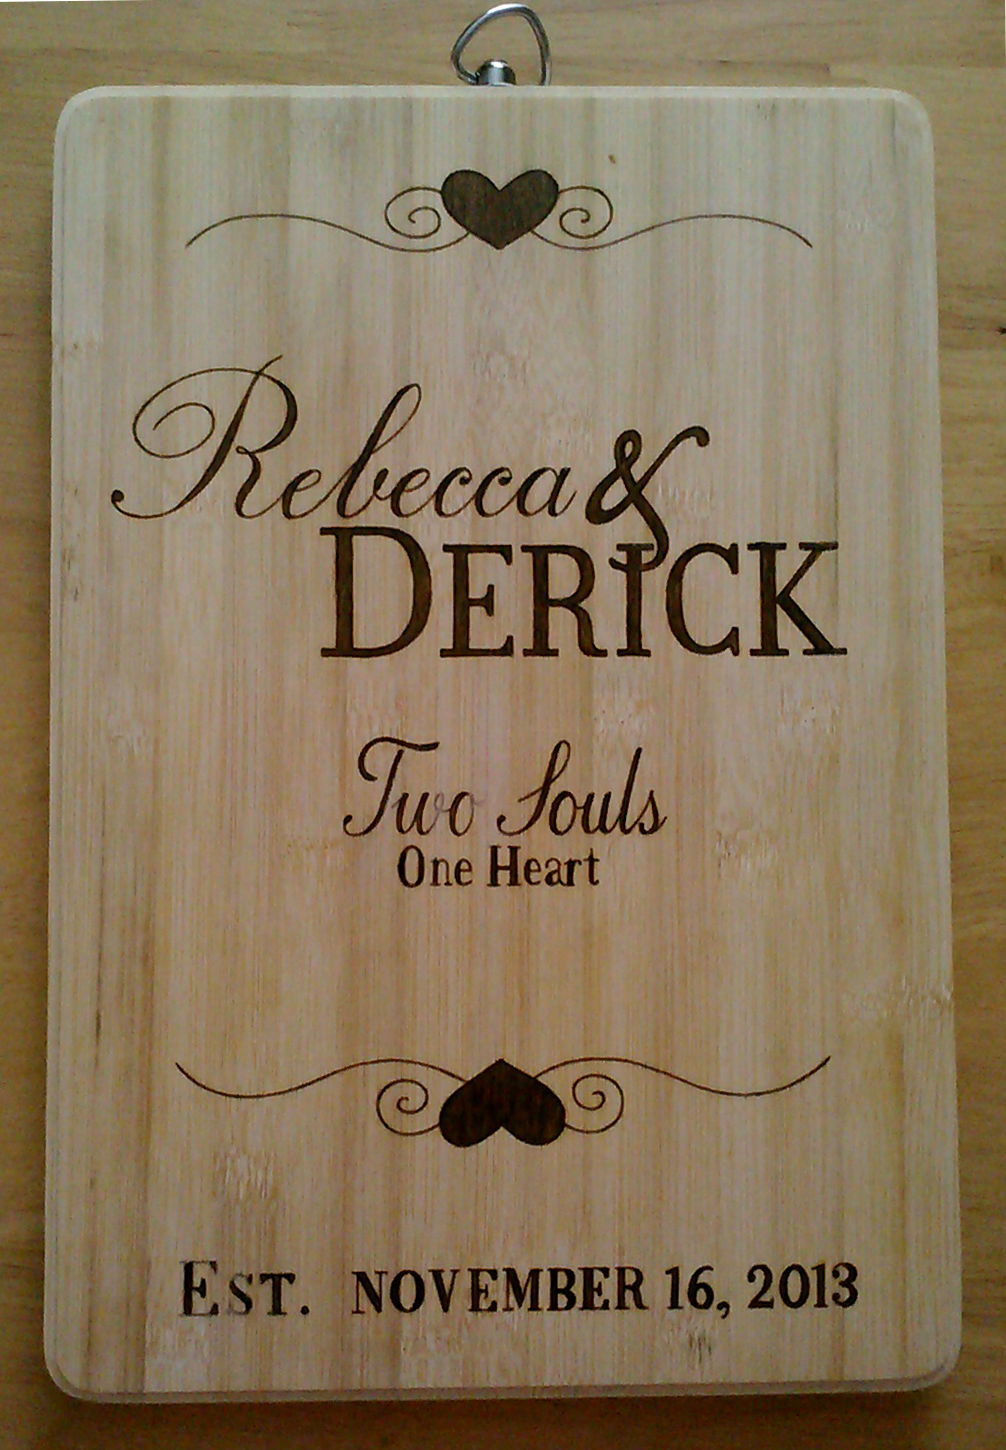 Rebecca &
DERICK
Two Souls
One Heart
EST. NOVEMBER 16, 2013